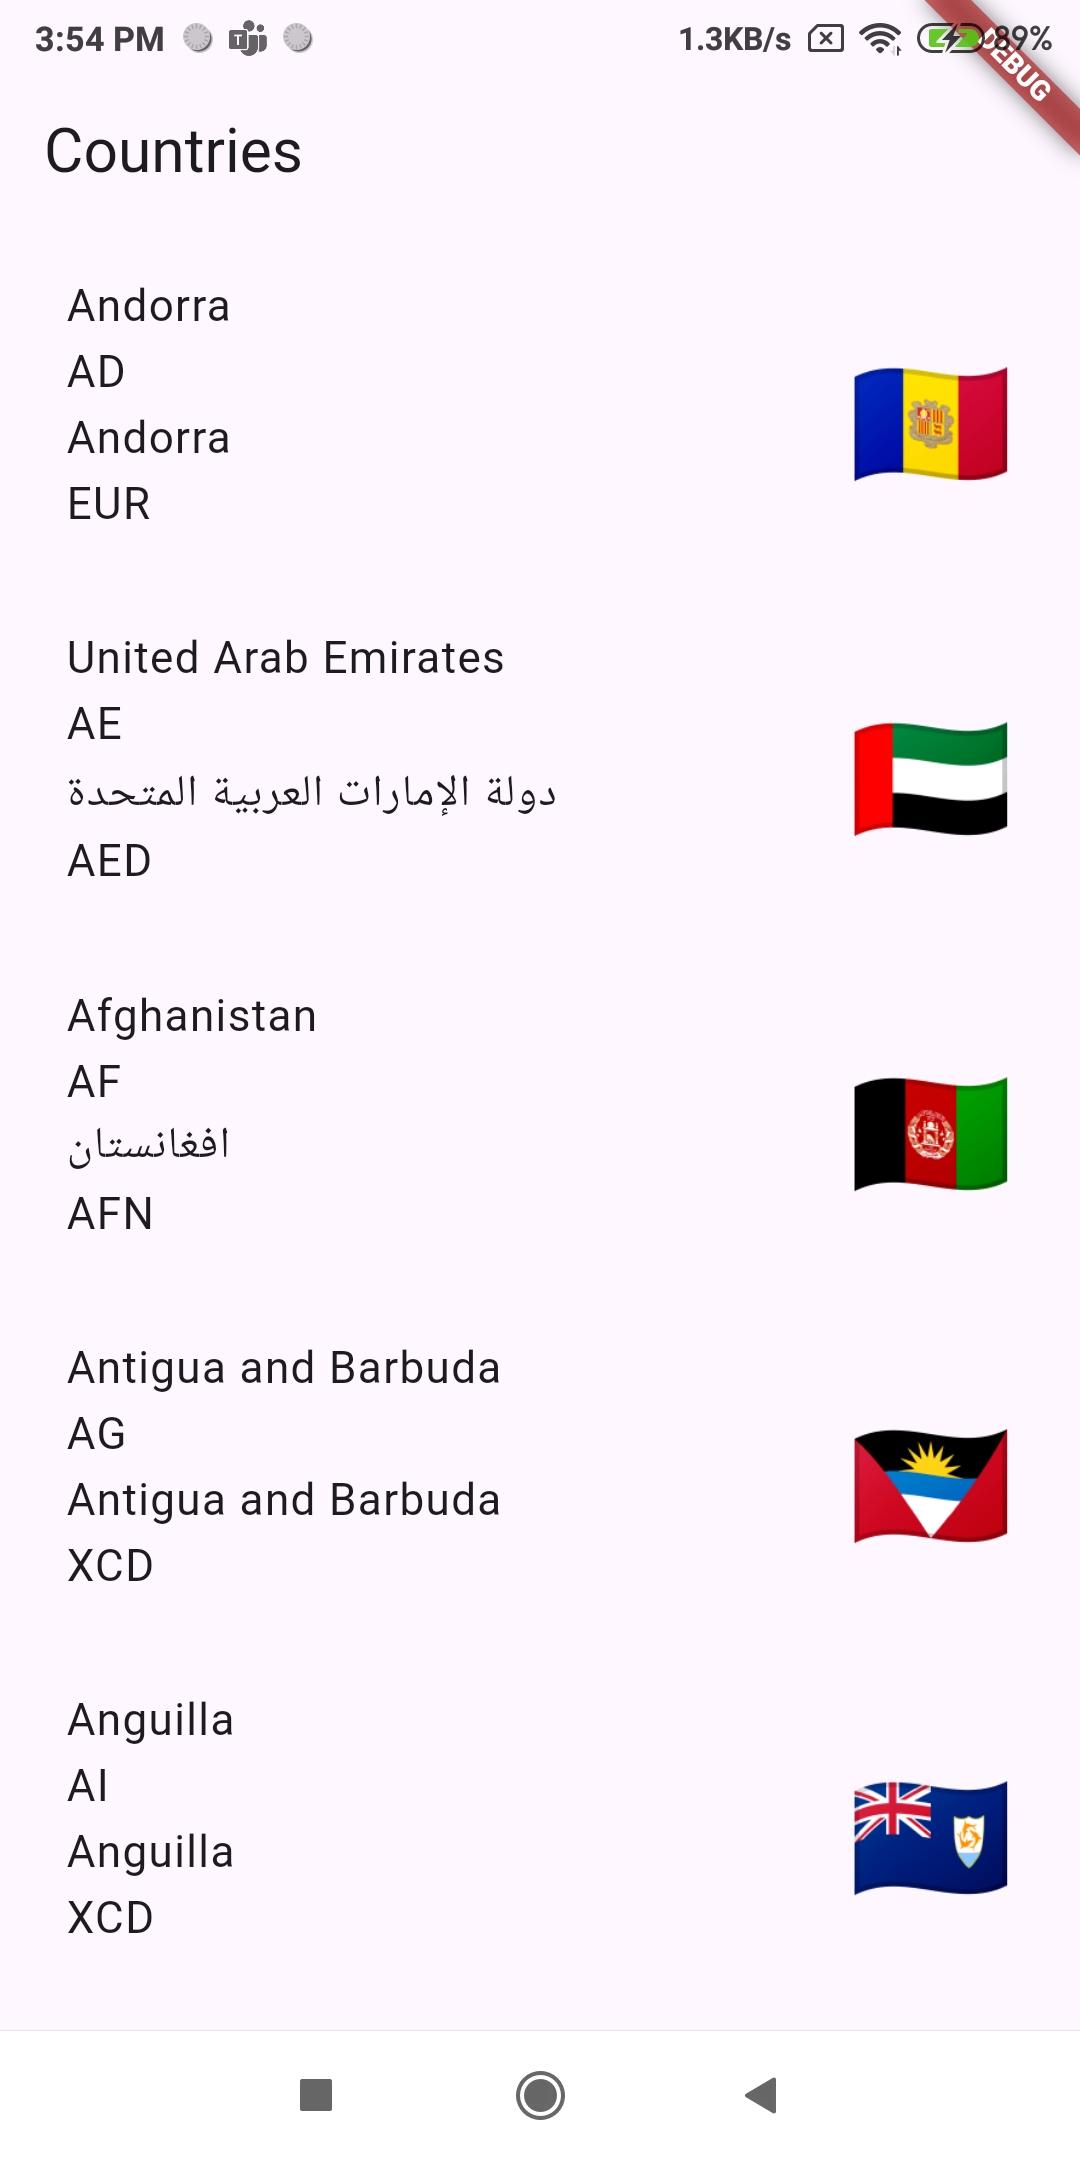 3:54 PM
1.3KB/s
89%
DEBUG
Countries
Andorra
AD
Andorra
EUR
United Arab Emirates
AE
دولة الإمارات العربية المتحدة
AED
Afghanistan
AF
افغانستان
AFN
Antigua and Barbuda
AG
Antigua and Barbuda
XCD
Anguilla
AI
Anguilla
XCD